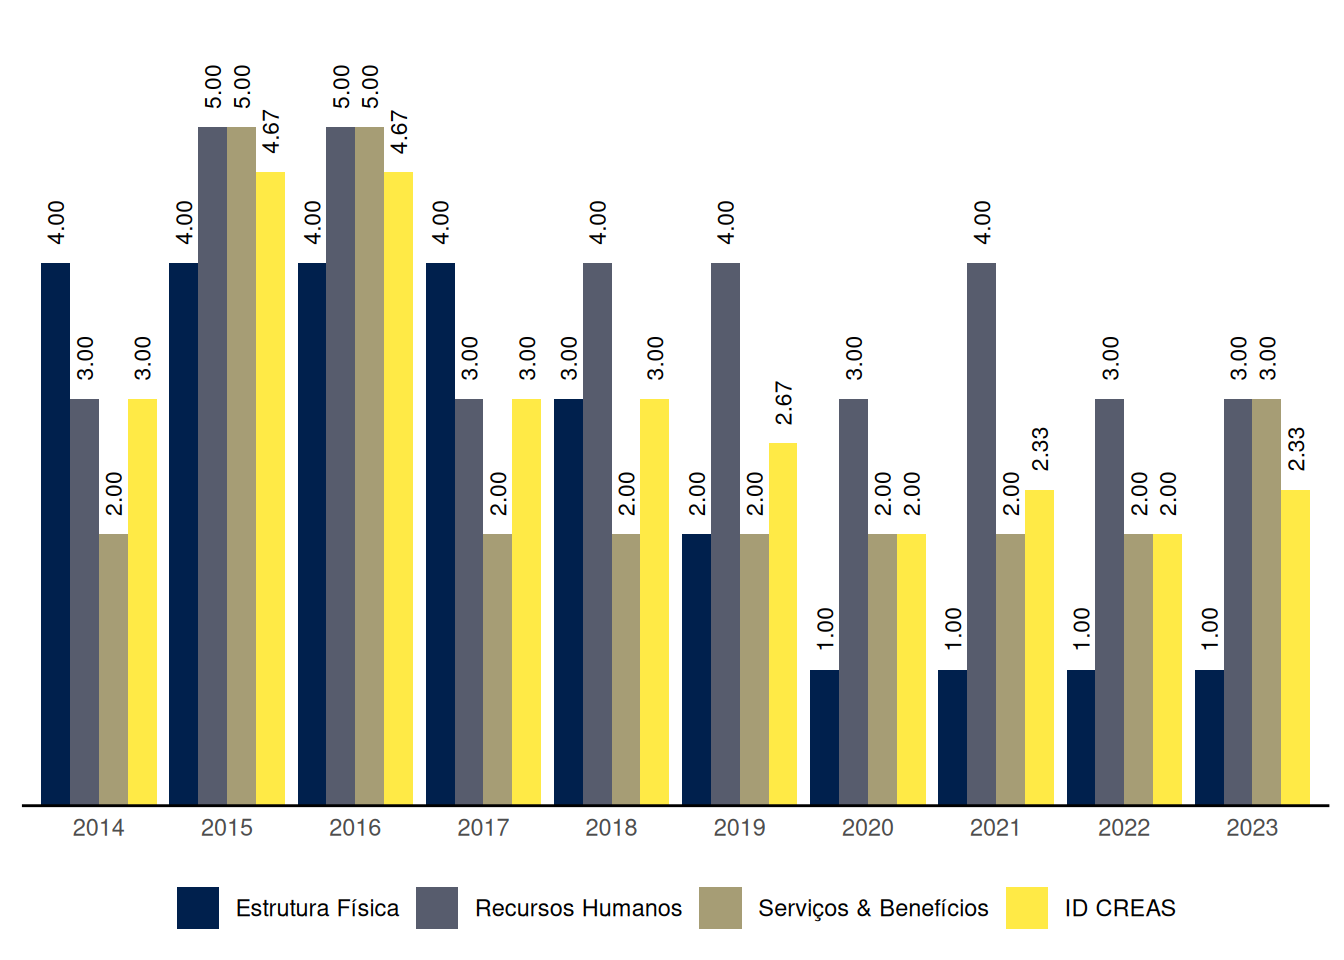 5.00 5.00 5.00 5.00
4.67 4.67
4.00 4.00 4.00 4.00 4.00 4.00 4.00
3.00 3.00 3.00 3.00 3.00 3.00 3.00 3.00 3.00 3.00
2.67
2.33 2.33
2.00 2.00 2.00 2.00 2.00 2.00 2.00 2.00 2.00 2.00
1.00 1.00 1.00 1.00
2014 2015 2016 2017 2018 2019 2020 2021 2022 2023
Estrutura Física Recursos Humanos Serviços & Benefícios ID CREAS